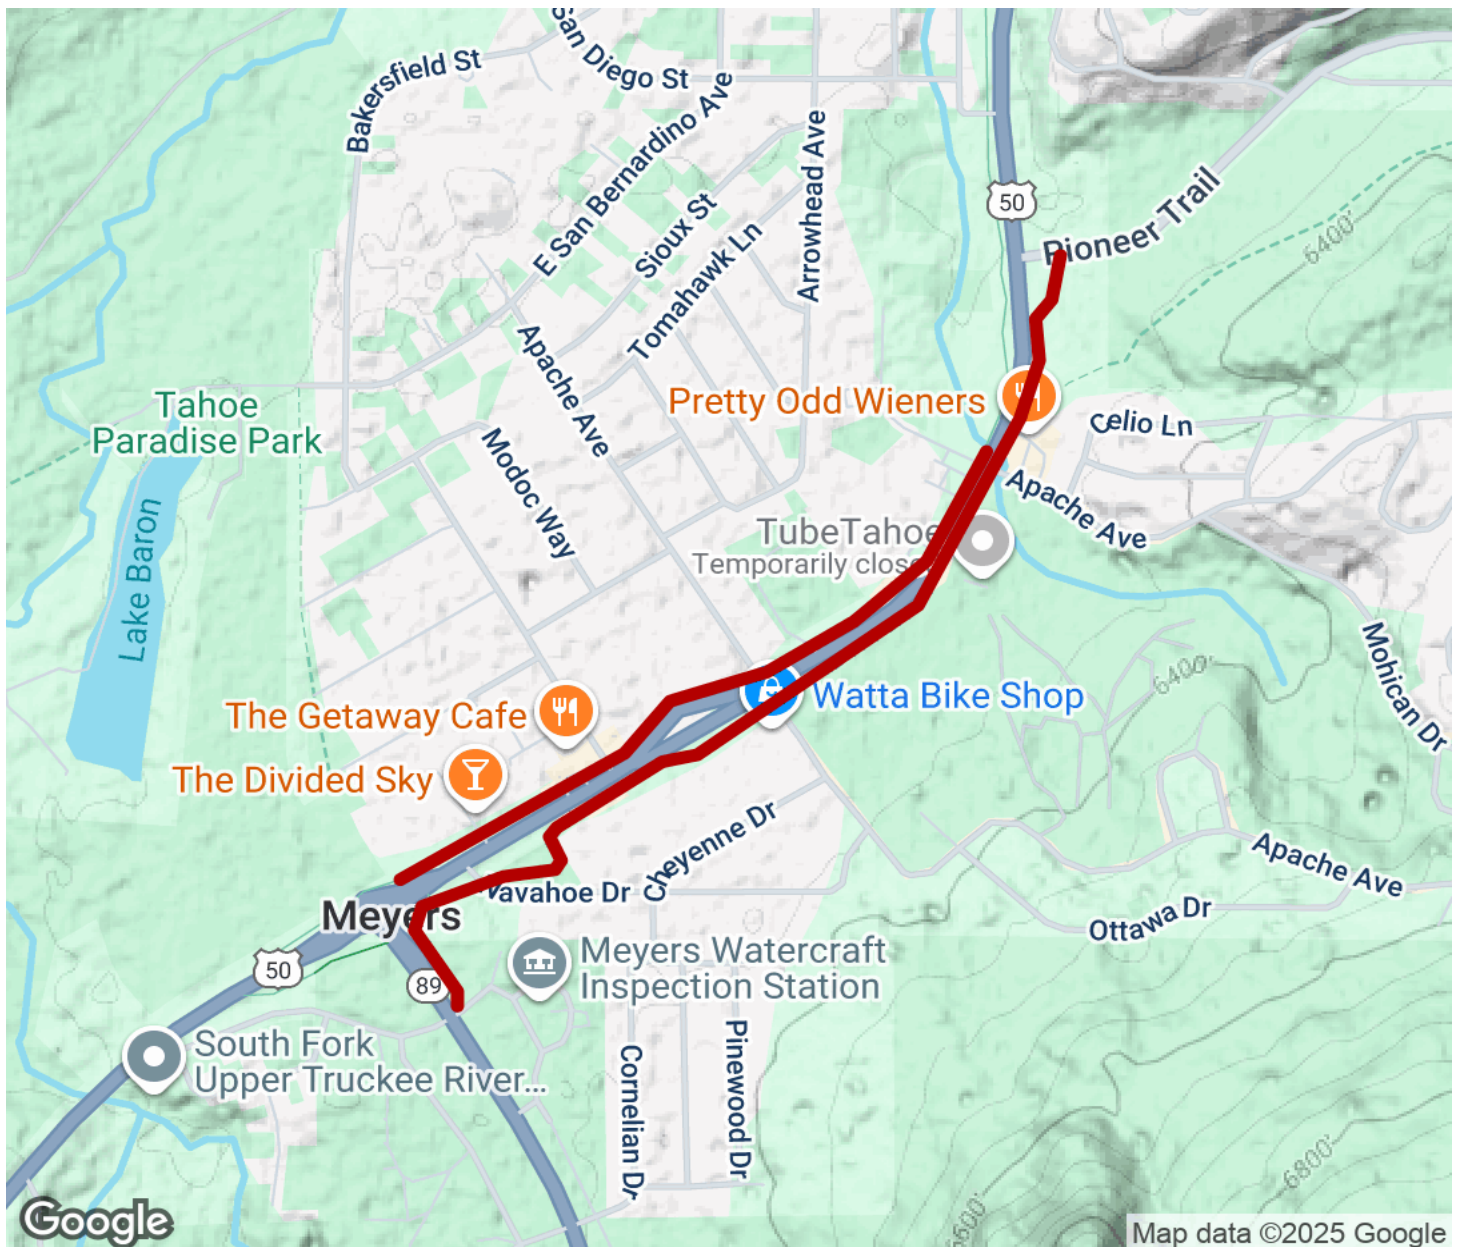 San Diego St
Bakersfield St
E San Bernardino Ave
Arrowhead Ave
Sioux St
Tomahawk Ln
50
Pioneer Trail
6400'
Apache Ave
Tahoe
Paradise Park
Pretty Odd Wieners
Celio Ln
Modoc Way
Apache Ave
TubeTahoe
Temporarily close
Lake Baron
Mohican Dr
6400'
The Getaway Cafe
Watta Bike Shop
The Divided Sky
Cheyenne Dr
Apache Ave
Navahoe Dr
Ottawa Dr
Meyers
50
89
Meyers Watercraft
Inspection Station
South Fork
Upper Truckee River...
Cornelian Dr
Pinewood Dr
6800'
6600'
Google
Map data ©2025 Google